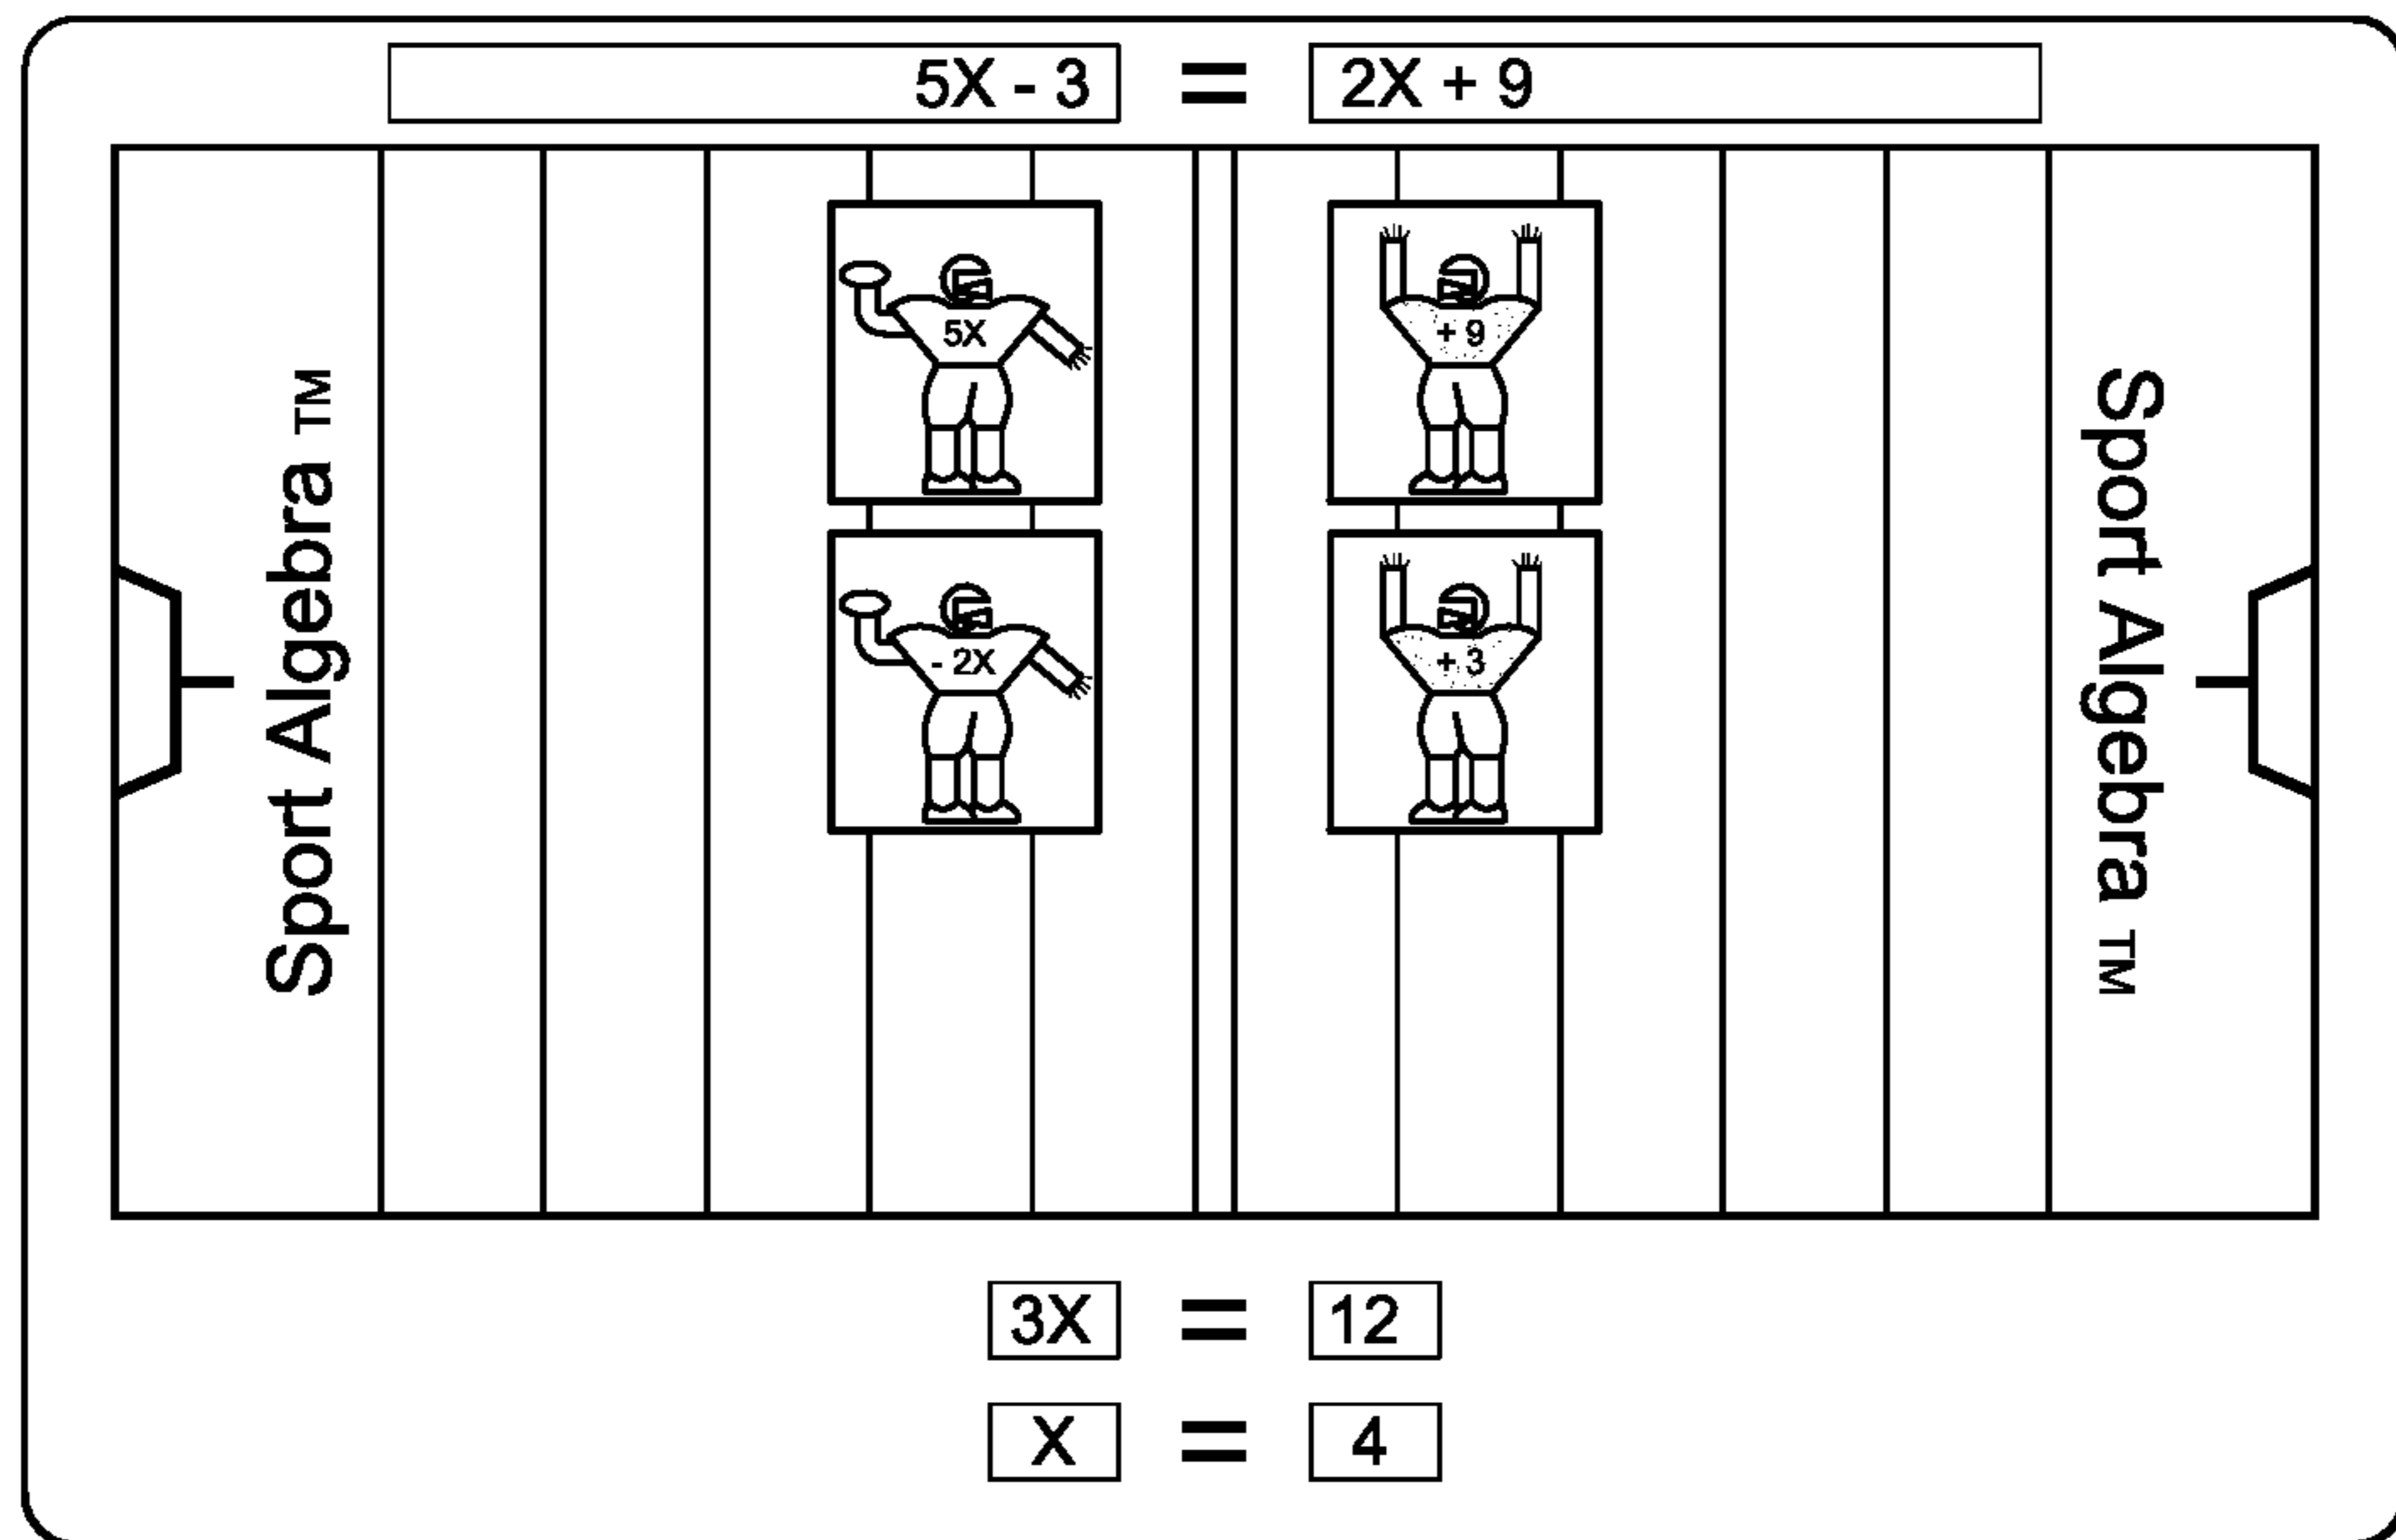 5X - 3 = 2X + 9
Sport Algebra ™
5X
+ 9
- 2X
+ 3
Sport Algebra ™
3X = 12
X = 4